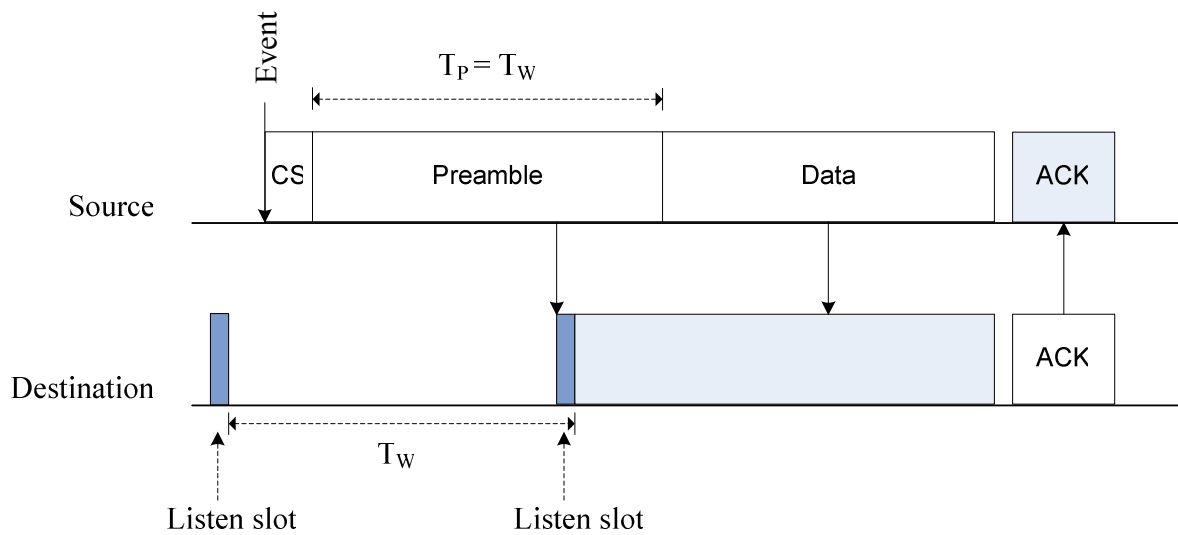 Event
T_P = T_W
CS
Preamble
Data
ACK
Source
ACK
Destination
T_W
Listen slot
Listen slot